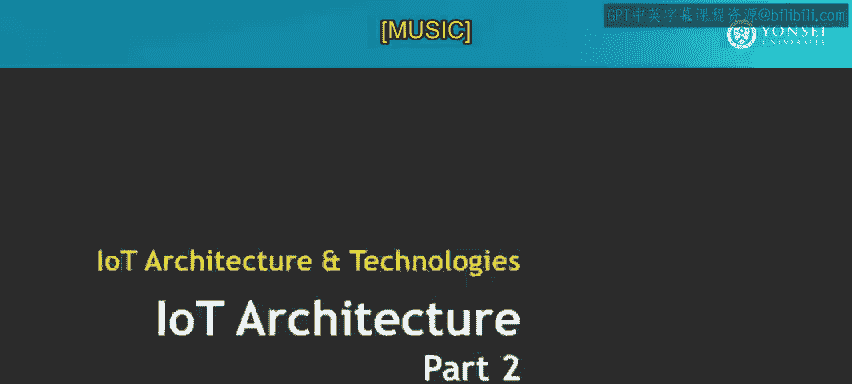 [MUSIC]
GPT中英字幕课程资源@bilibili.com
YONSEI
UNIVERSITY
IoT Architecture & Technologies
IoT Architecture
Part 2